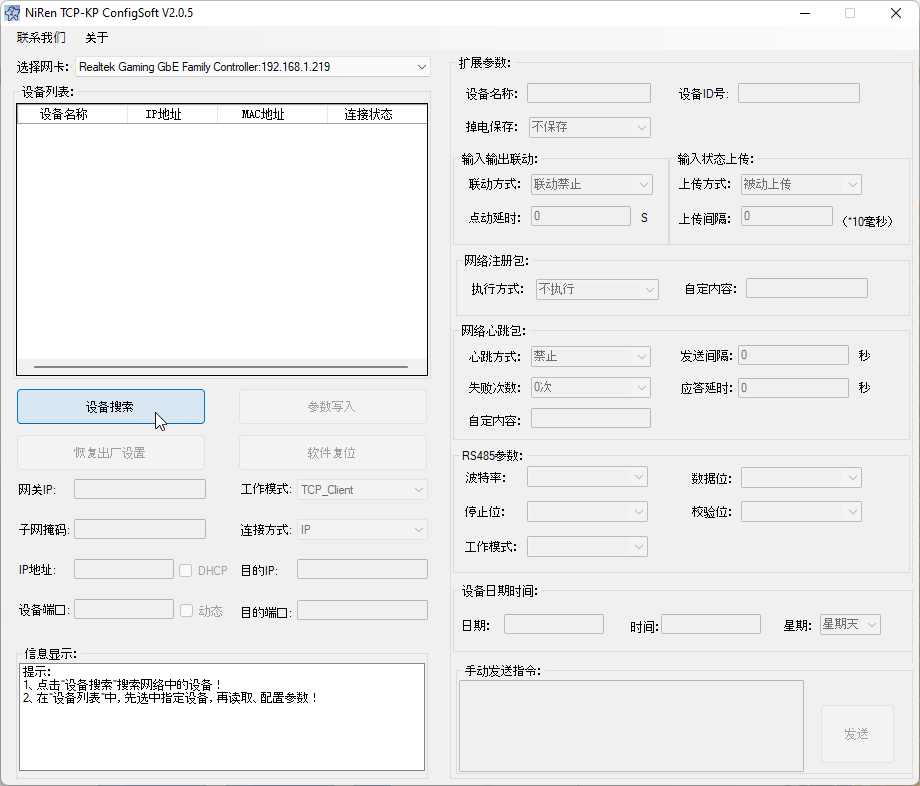 NiRen TCP-KP ConfigSoft V2.0.5
联系我们 关于
选择网卡: Realtek Gaming GbE Family Controller:192.168.1.219
设备列表:
设备名称 IP地址 MAC地址 连接状态
设备搜索 参数写入
恢复出厂设置 软件复位
网关IP: 工作模式: TCP_Client
子网掩码: 连接方式: IP
IP地址: DHCP 目的IP:
设备端口: 动态 目的端口:
信息显示:
提示:
1、点击"设备搜索"搜索网络中的设备！
2、在"设备列表"中, 先选中指定设备, 再读取、配置参数！
扩展参数:
设备名称: 设备ID号:
掉电保存: 不保存
输入输出联动: 输入状态上传:
联动方式: 联动禁止 上传方式: 被动上传
点动延时: 0 S 上传间隔: 0 (*10毫秒)
网络注册包:
执行方式: 不执行 自定内容:
网络心跳包:
心跳方式: 禁止 发送间隔: 0 秒
失败次数: 0次 应答延时: 0 秒
自定内容:
RS485参数:
波特率: 数据位:
停止位: 校验位:
工作模式:
设备日期时间:
日期: 时间: 星期: 星期天
手动发送指令:
发送